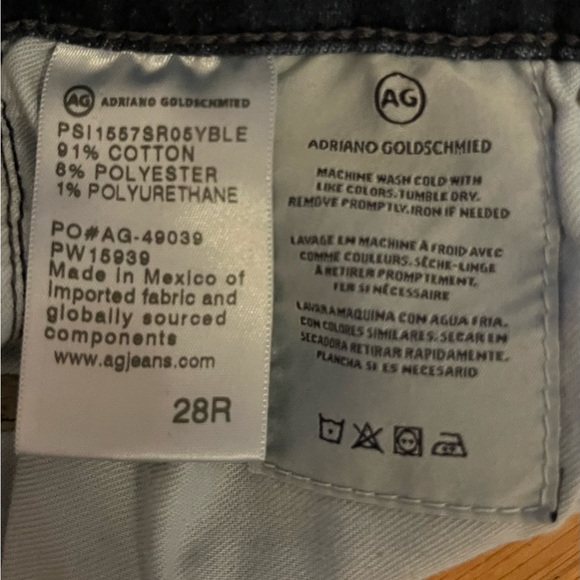 AG ADRIANO GOLDSCHMIED
PSI1557SR05YBLE
91% COTTON
8% POLYESTER
1% POLYURETHANE
PO#AG-49039
PW15939
Made in Mexico of
imported fabric and
globally sourced
components
www.agjeans.com
28R
AG
ADRIANO GOLDSCHMIED
MACHINE WASH COLD WITH
LIKE COLORS. TUMBLE DRY.
REMOVE PROMPTLY. IRON IF NEEDED
LAVAGE EN MACHINE À FROID AVEC
COMME COULEURS. SÈCHE-LINGE
À RETIRER PROMPTEMENT.
FER SI NÉCESSAIRE
LAVAR A MAQUINA CON AGUA FRIA.
CON COLORES SIMILARES. SECAR EN
SECADORA RETIRAR RAPIDAMENTE.
PLANCHA SI ES NECESARIO